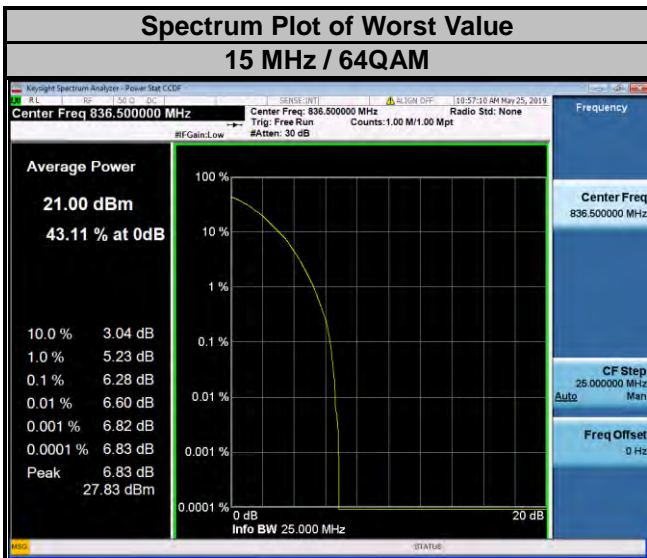 Spectrum Plot of Worst Value
15 MHz / 64QAM
Keysight Spectrum Analyzer - Power Stat CCDF
RL RF 50 Ω DC SENSE:INT ALIGN OFF 10:57:10 AM May 25, 2019
Center Freq 836.500000 MHz
Center Freq: 836.500000 MHz Radio Std: None
Trig: Free Run Counts:1.00 M/1.00 Mpt
#IFGain:Low #Atten: 30 dB
Frequency
Average Power
21.00 dBm
43.11 % at 0dB
10.0 % 3.04 dB
1.0 % 5.23 dB
0.1 % 6.28 dB
0.01 % 6.60 dB
0.001 % 6.82 dB
0.0001 % 6.83 dB
Peak 6.83 dB
27.83 dBm
100 %
10 %
1 %
0.1 %
0.01 %
0.001 %
0.0001 %
0 dB 20 dB
Info BW 25.000 MHz
Center Freq
836.500000 MHz
CF Step
25.000000 MHz
Auto Man
Freq Offset
0 Hz
MSG STATUS